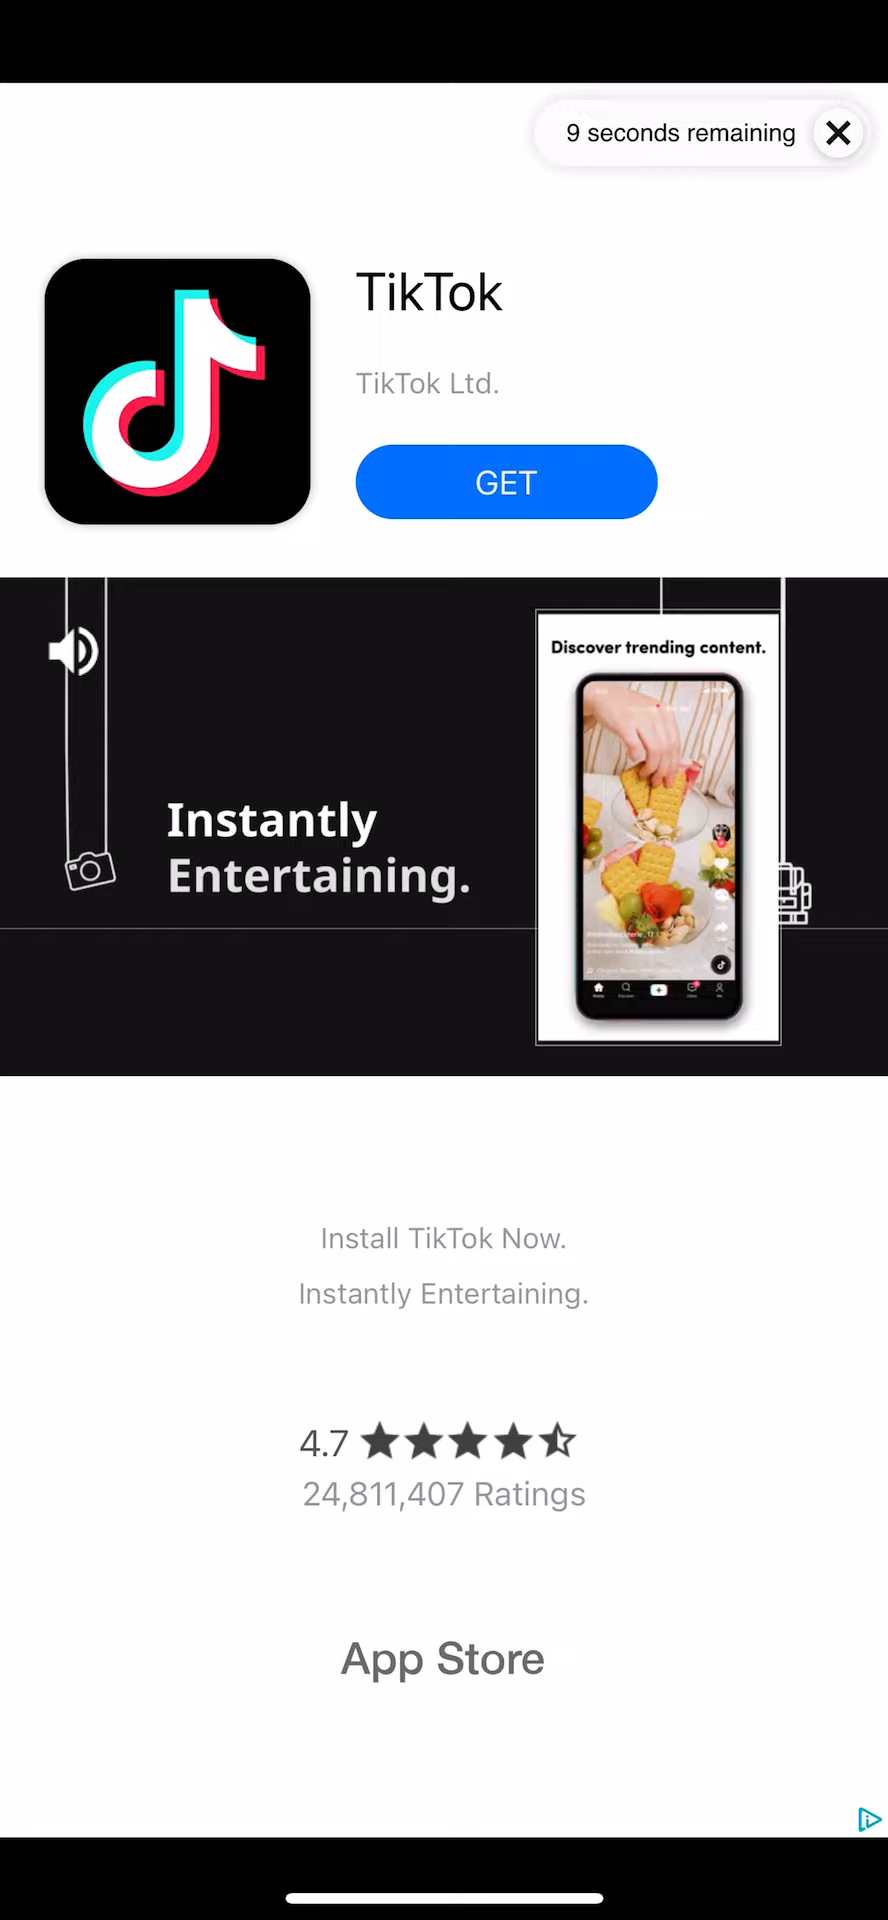 9 seconds remaining
TikTok
TikTok Ltd.
GET
Discover trending content.
Instantly
Entertaining.
Install TikTok Now.
Instantly Entertaining.
4.7
24,811,407 Ratings
App Store